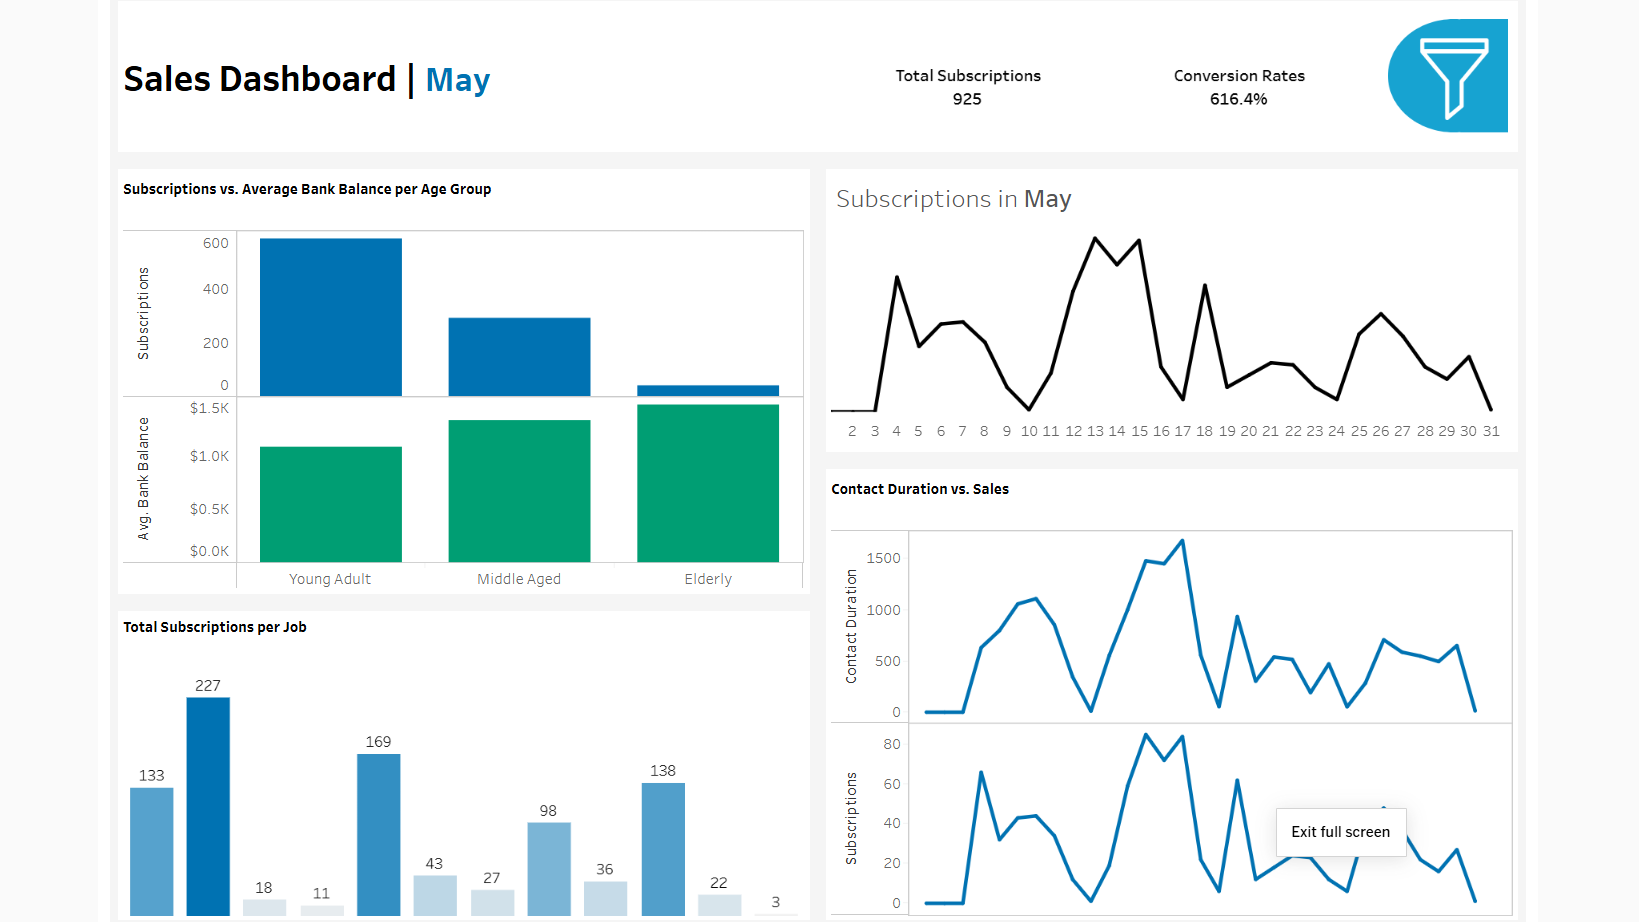 Sales Dashboard | May
Total Subscriptions
925
Conversion Rates
616.4%
Subscriptions vs. Average Bank Balance per Age Group
Subscriptions
600
400
200
0
Avg. Bank Balance
$1.5K
$1.0K
$0.5K
$0.0K
Young Adult Middle Aged Elderly
Total Subscriptions per Job
133 227 18 11 169 43 27 98 36 138 22 3
Subscriptions in May
2 3 4 5 6 7 8 9 10 11 12 13 14 15 16 17 18 19 20 21 22 23 24 25 26 27 28 29 30 31
Contact Duration vs. Sales
Contact Duration
1500
1000
500
0
Subscriptions
80
60
40
20
0
Exit full screen